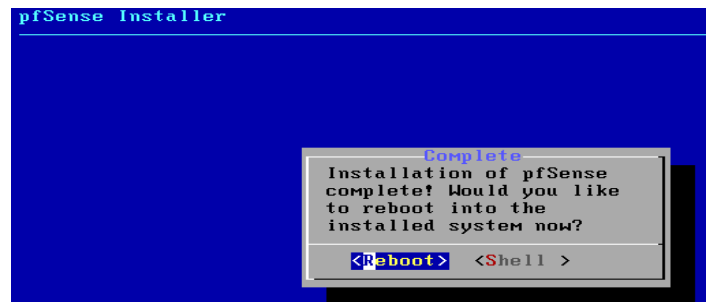 pfSense Installer
Complete
Installation of pfSense
complete! Would you like
to reboot into the
installed system now?
<Reboot> <Shell >